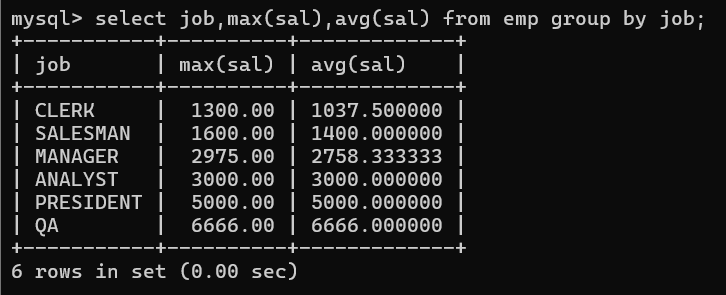 mysql> select job,max(sal),avg(sal) from emp group by job;
+-----------+----------+-------------+
| job       | max(sal) | avg(sal)    |
+-----------+----------+-------------+
| CLERK     |  1300.00 | 1037.500000 |
| SALESMAN  |  1600.00 | 1400.000000 |
| MANAGER   |  2975.00 | 2758.333333 |
| ANALYST   |  3000.00 | 3000.000000 |
| PRESIDENT |  5000.00 | 5000.000000 |
| QA        |  6666.00 | 6666.000000 |
+-----------+----------+-------------+
6 rows in set (0.00 sec)